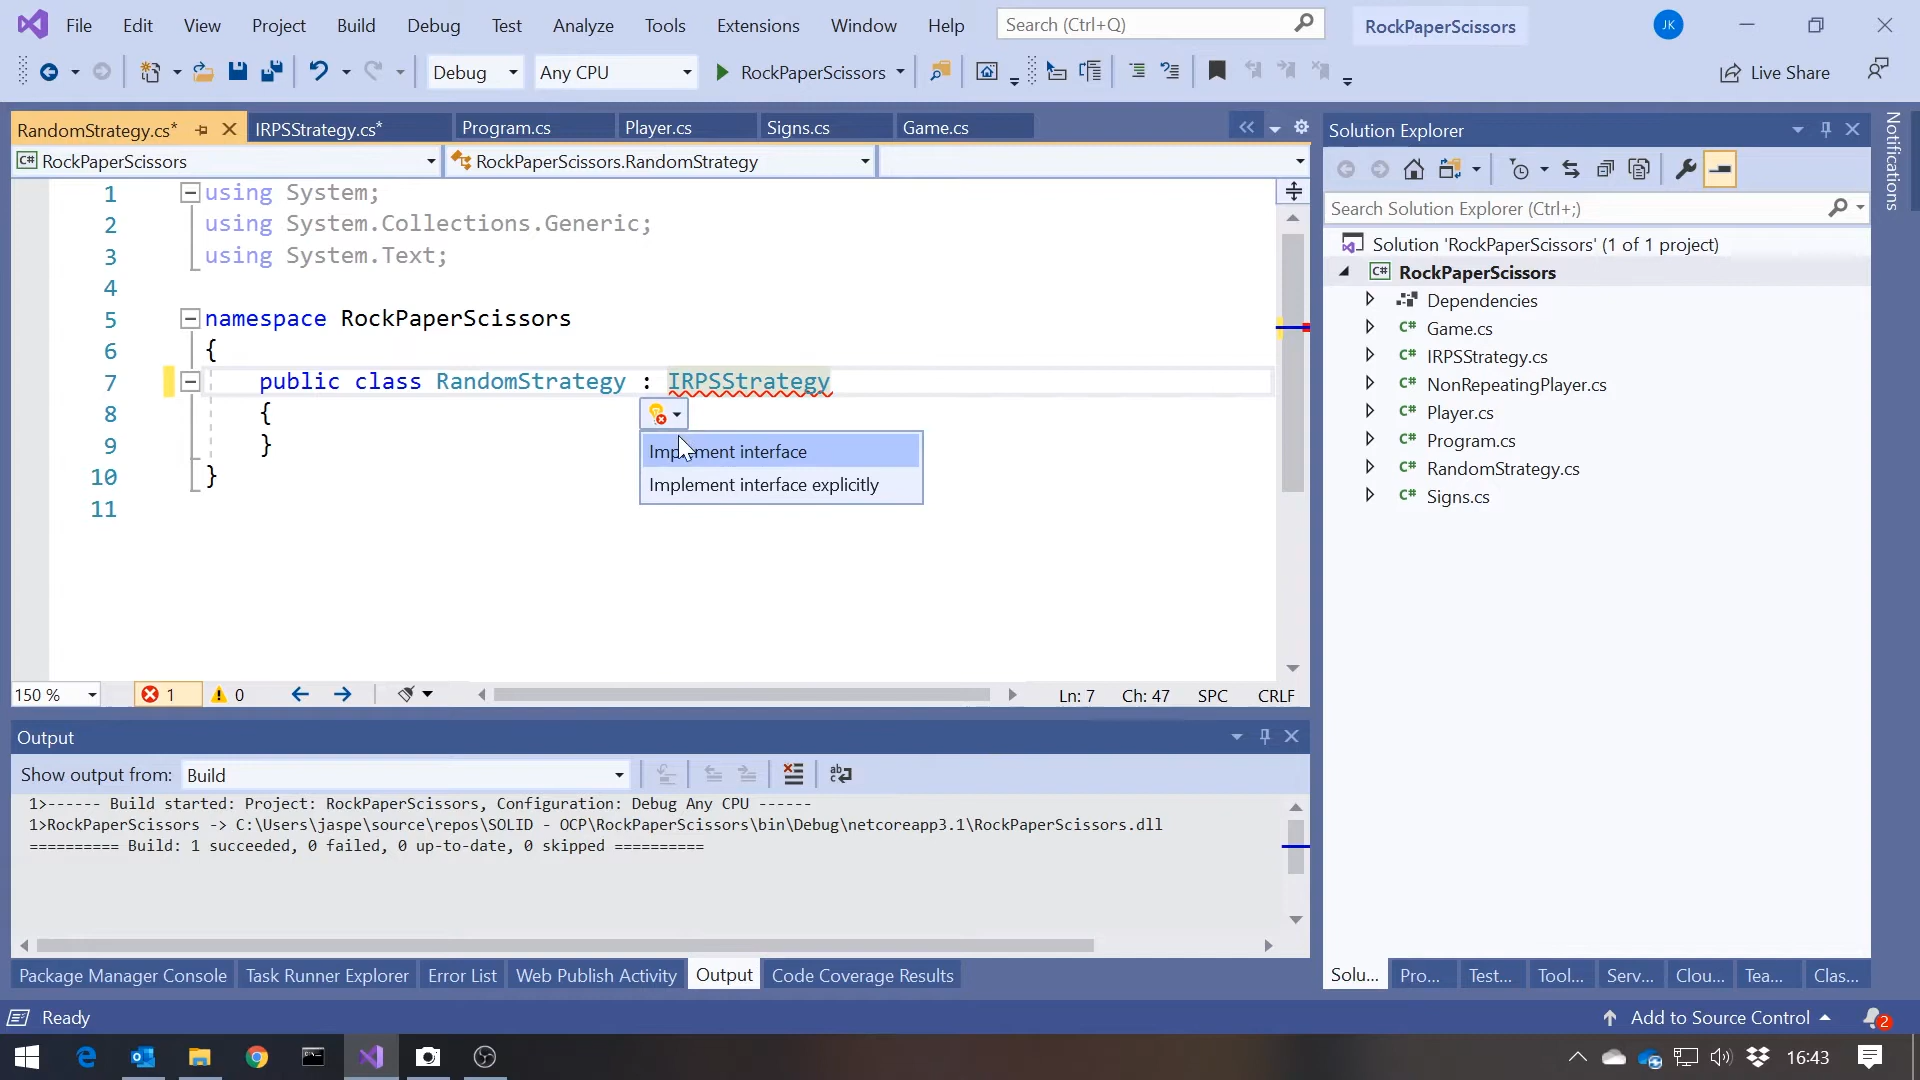 File Edit View Project Build Debug Test Analyze Tools Extensions Window Help Search (Ctrl+Q) RockPaperScissors JK
Debug Any CPU RockPaperScissors Live Share
RandomStrategy.cs* IRPSStrategy.cs* Program.cs Player.cs Signs.cs Game.cs
RockPaperScissors RockPaperScissors.RandomStrategy
1 using System;
2 using System.Collections.Generic;
3 using System.Text;
4
5 namespace RockPaperScissors
6 {
7 public class RandomStrategy : IRPSStrategy
8 {
9 }
10 }
11
Implement interface
Implement interface explicitly
150 % 1 0 Ln: 7 Ch: 47 SPC CRLF
Output
Show output from: Build
1>------ Build started: Project: RockPaperScissors, Configuration: Debug Any CPU ------
1>RockPaperScissors -> C:\Users\jaspe\source\repos\SOLID - OCP\RockPaperScissors\bin\Debug\netcoreapp3.1\RockPaperScissors.dll
========== Build: 1 succeeded, 0 failed, 0 up-to-date, 0 skipped ==========
Package Manager Console Task Runner Explorer Error List Web Publish Activity Output Code Coverage Results
Solution Explorer
Search Solution Explorer (Ctrl+;)
Solution 'RockPaperScissors' (1 of 1 project)
C# RockPaperScissors
Dependencies
C# Game.cs
C# IRPSStrategy.cs
C# NonRepeatingPlayer.cs
C# Player.cs
C# Program.cs
C# RandomStrategy.cs
C# Signs.cs
Solu... Pro... Test... Tool... Serv... Clou... Tea... Clas...
Notifications
Ready Add to Source Control 2
16:43